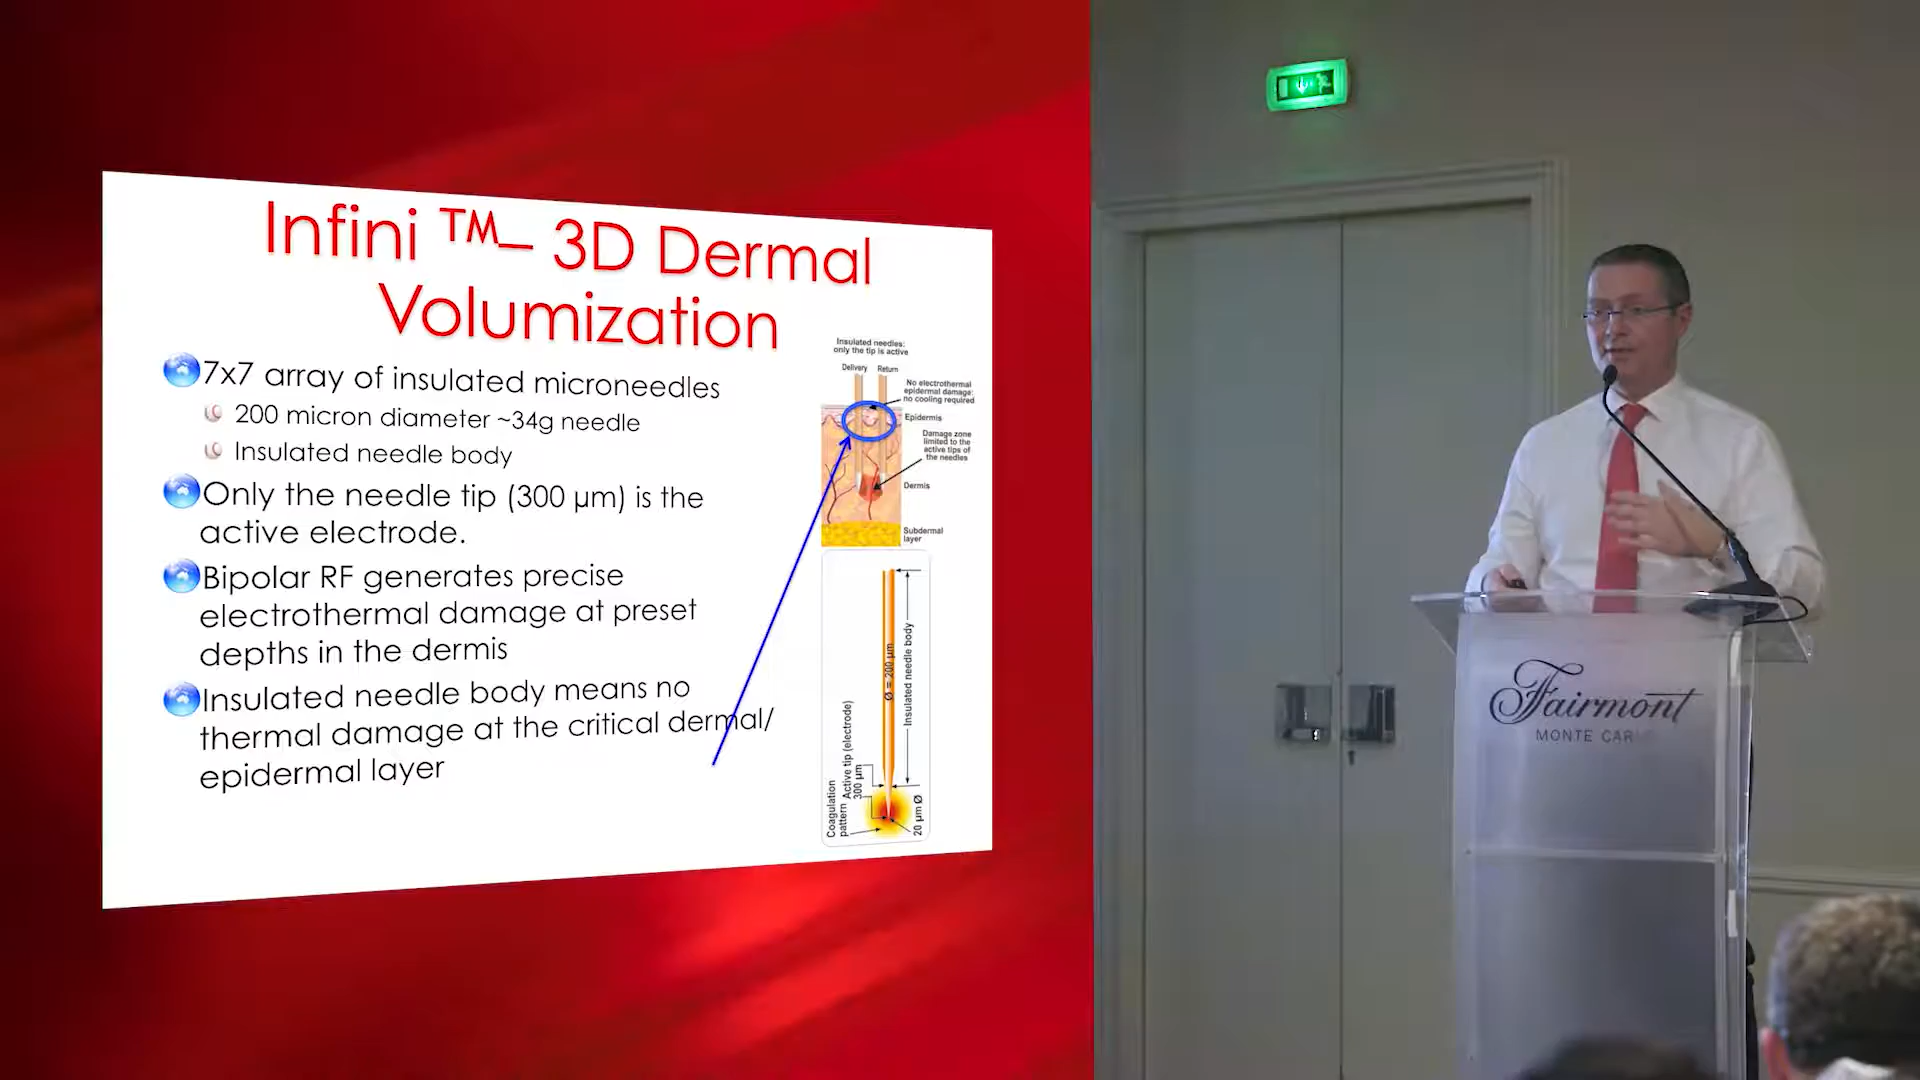 Infini ™– 3D Dermal
Volumization
7x7 array of insulated microneedles
200 micron diameter ~34g needle
Insulated needle body
Only the needle tip (300 µm) is the
active electrode.
Bipolar RF generates precise
electrothermal damage at preset
depths in the dermis
Insulated needle body means no
thermal damage at the critical dermal/
epidermal layer
Insulated needles:
only the tip is active
Delivery Return
No electrothermal
epidermal damage:
no cooling required
Epidermis
Damage zone
limited to the
active tips of
the needles
Dermis
Subdermal
layer
Ø = 200 µm
Insulated needle body
Active tip (electrode)
300 µm
Coagulation
pattern
20 µm Ø
Fairmont
MONTE CAR